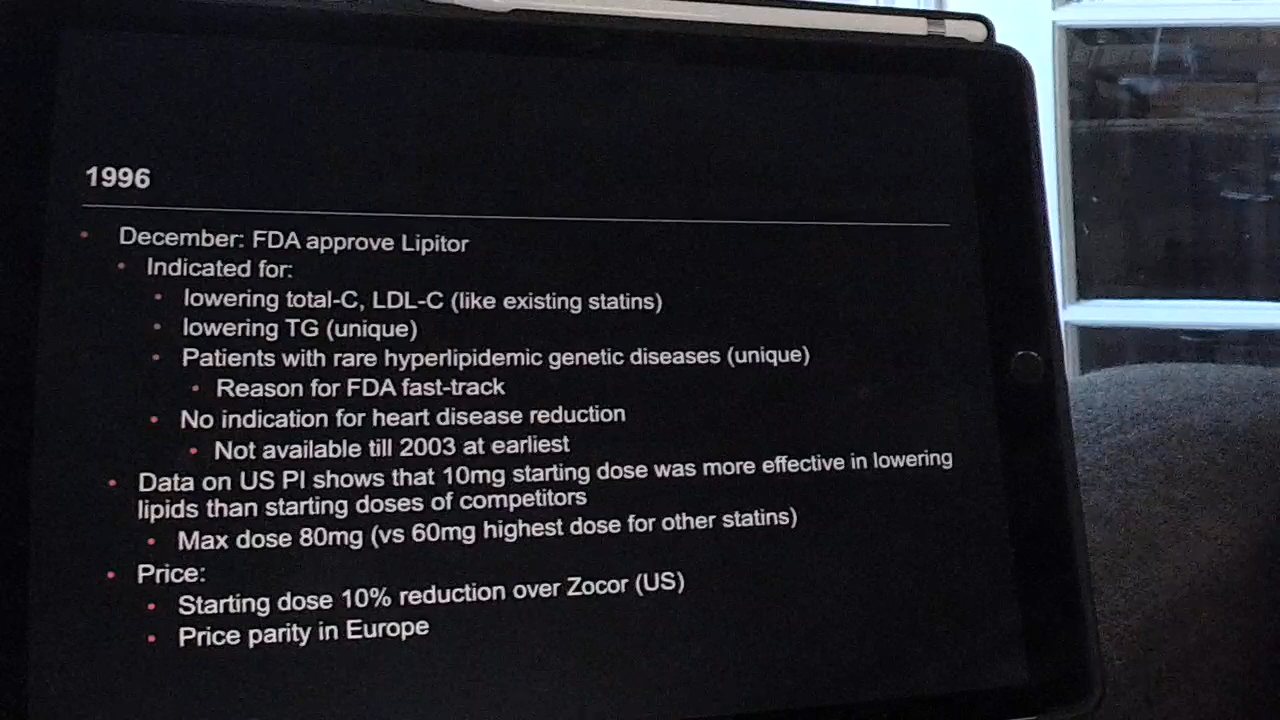 1996
• December: FDA approve Lipitor
• Indicated for:
• lowering total-C, LDL-C (like existing statins)
• lowering TG (unique)
• Patients with rare hyperlipidemic genetic diseases (unique)
• Reason for FDA fast-track
• No indication for heart disease reduction
• Not available till 2003 at earliest
• Data on US PI shows that 10mg starting dose was more effective in lowering
lipids than starting doses of competitors
• Max dose 80mg (vs 60mg highest dose for other statins)
• Price:
• Starting dose 10% reduction over Zocor (US)
• Price parity in Europe